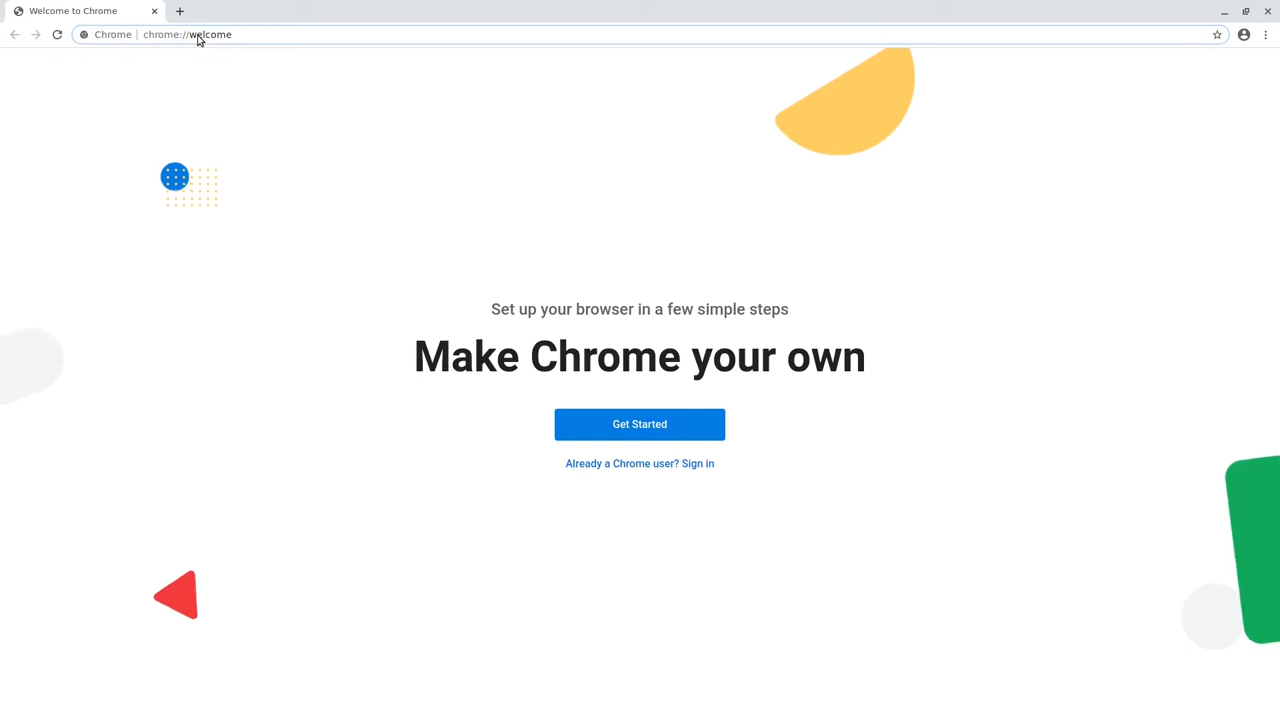 Welcome to Chrome
Chrome | chrome://welcome
Set up your browser in a few simple steps
Make Chrome your own
Get Started
Already a Chrome user? Sign in